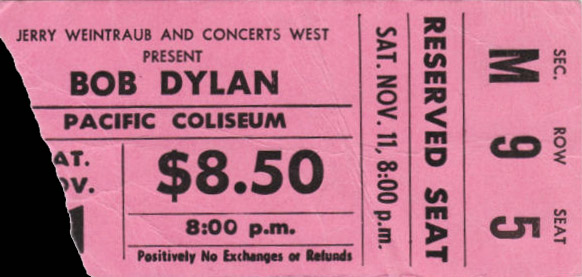 JERRY WEINTRAUB AND CONCERTS WEST
PRESENT
BOB DYLAN
PACIFIC COLISEUM
AT.
OV.
$8.50
8:00 p.m.
Positively No Exchanges or Refunds
SAT. NOV. 11, 8:00 p.m.
RESERVED SEAT
M 9 5
SEC. ROW SEAT